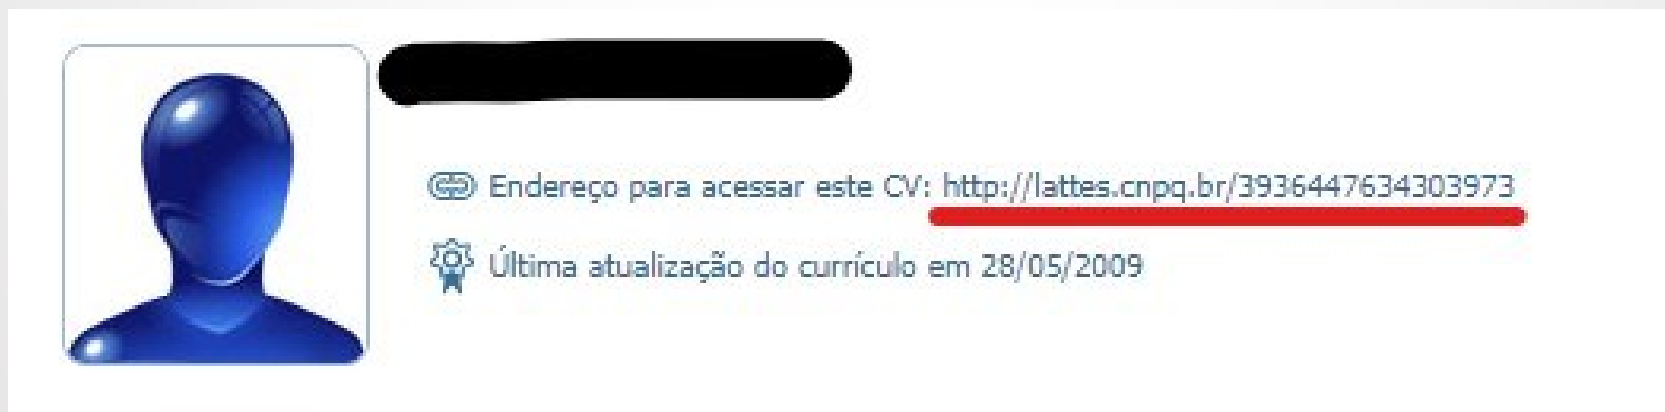 Endereço para acessar este CV: http://lattes.cnpq.br/3936447634303973
Última atualização do currículo em 28/05/2009